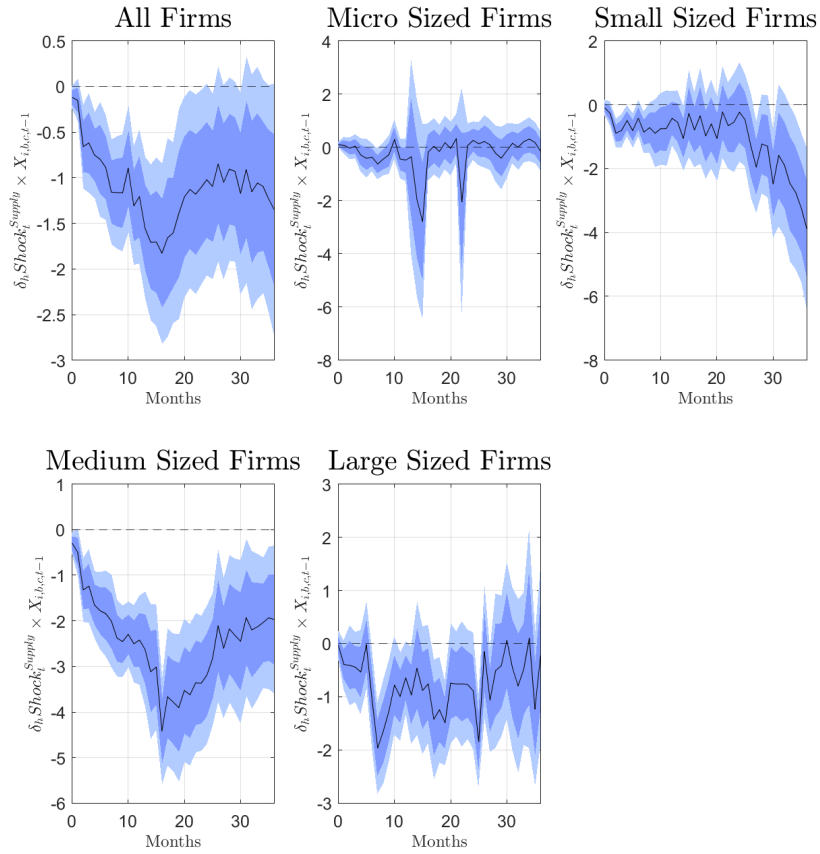 All Firms
Micro Sized Firms
Small Sized Firms
0.5
0
-0.5
-1
-1.5
-2
-2.5
-3
δ_h Shock_t^{Supply} × X_{i,b,c,t−1}
0 10 20 30
Months
4
2
0
-2
-4
-6
-8
δ_h Shock_t^{Supply} × X_{i,b,c,t−1}
0 10 20 30
Months
2
0
-2
-4
-6
-8
δ_h Shock_t^{Supply} × X_{i,b,c,t−1}
0 10 20 30
Months
Medium Sized Firms
Large Sized Firms
1
0
-1
-2
-3
-4
-5
-6
δ_h Shock_t^{Supply} × X_{i,b,c,t−1}
0 10 20 30
Months
3
2
1
0
-1
-2
-3
δ_h Shock_t^{Supply} × X_{i,b,c,t−1}
0 10 20 30
Months